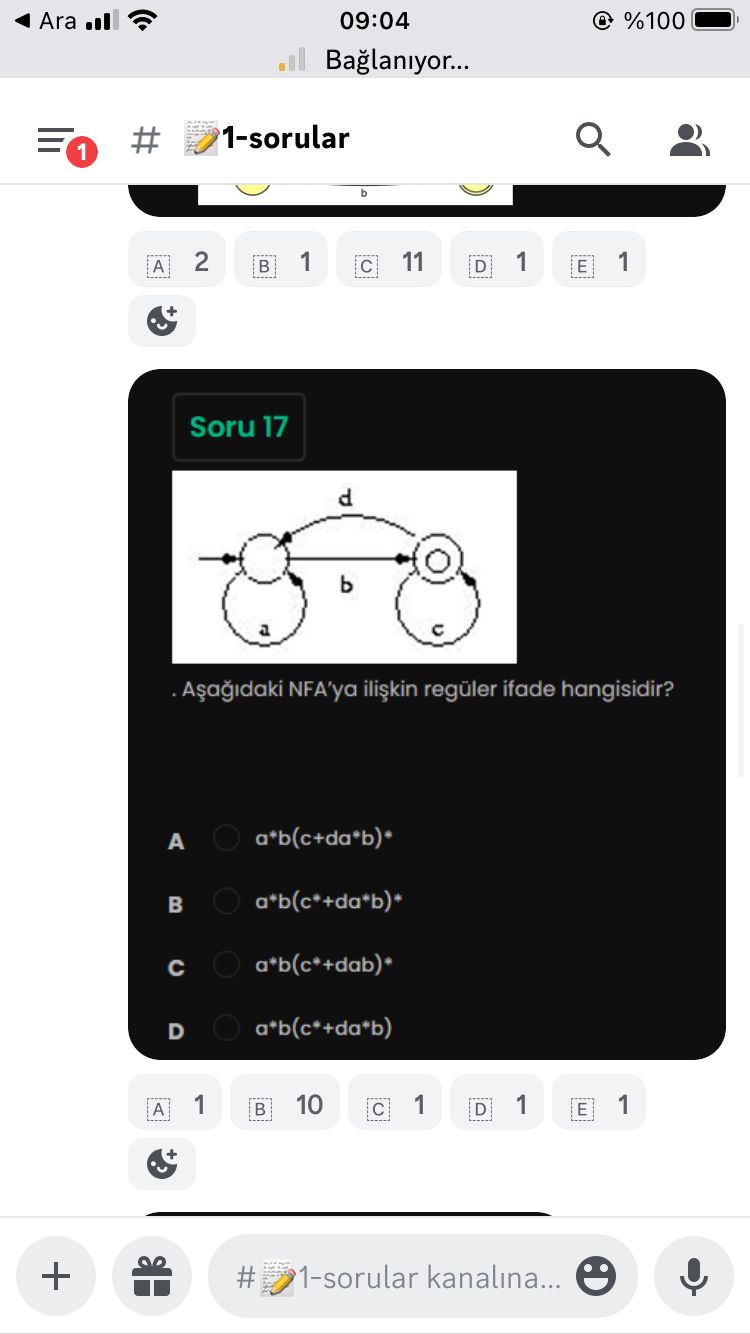 Ara 09:04 %100
Bağlanıyor...
1 # 1-sorular
b
A 2 B 1 C 11 D 1 E 1
Soru 17
d
b
a c
. Aşağıdaki NFA'ya ilişkin regüler ifade hangisidir?
A a*b(c+da*b)*
B a*b(c*+da*b)*
C a*b(c*+dab)*
D a*b(c*+da*b)
A 1 B 10 C 1 D 1 E 1
# 1-sorular kanalına...